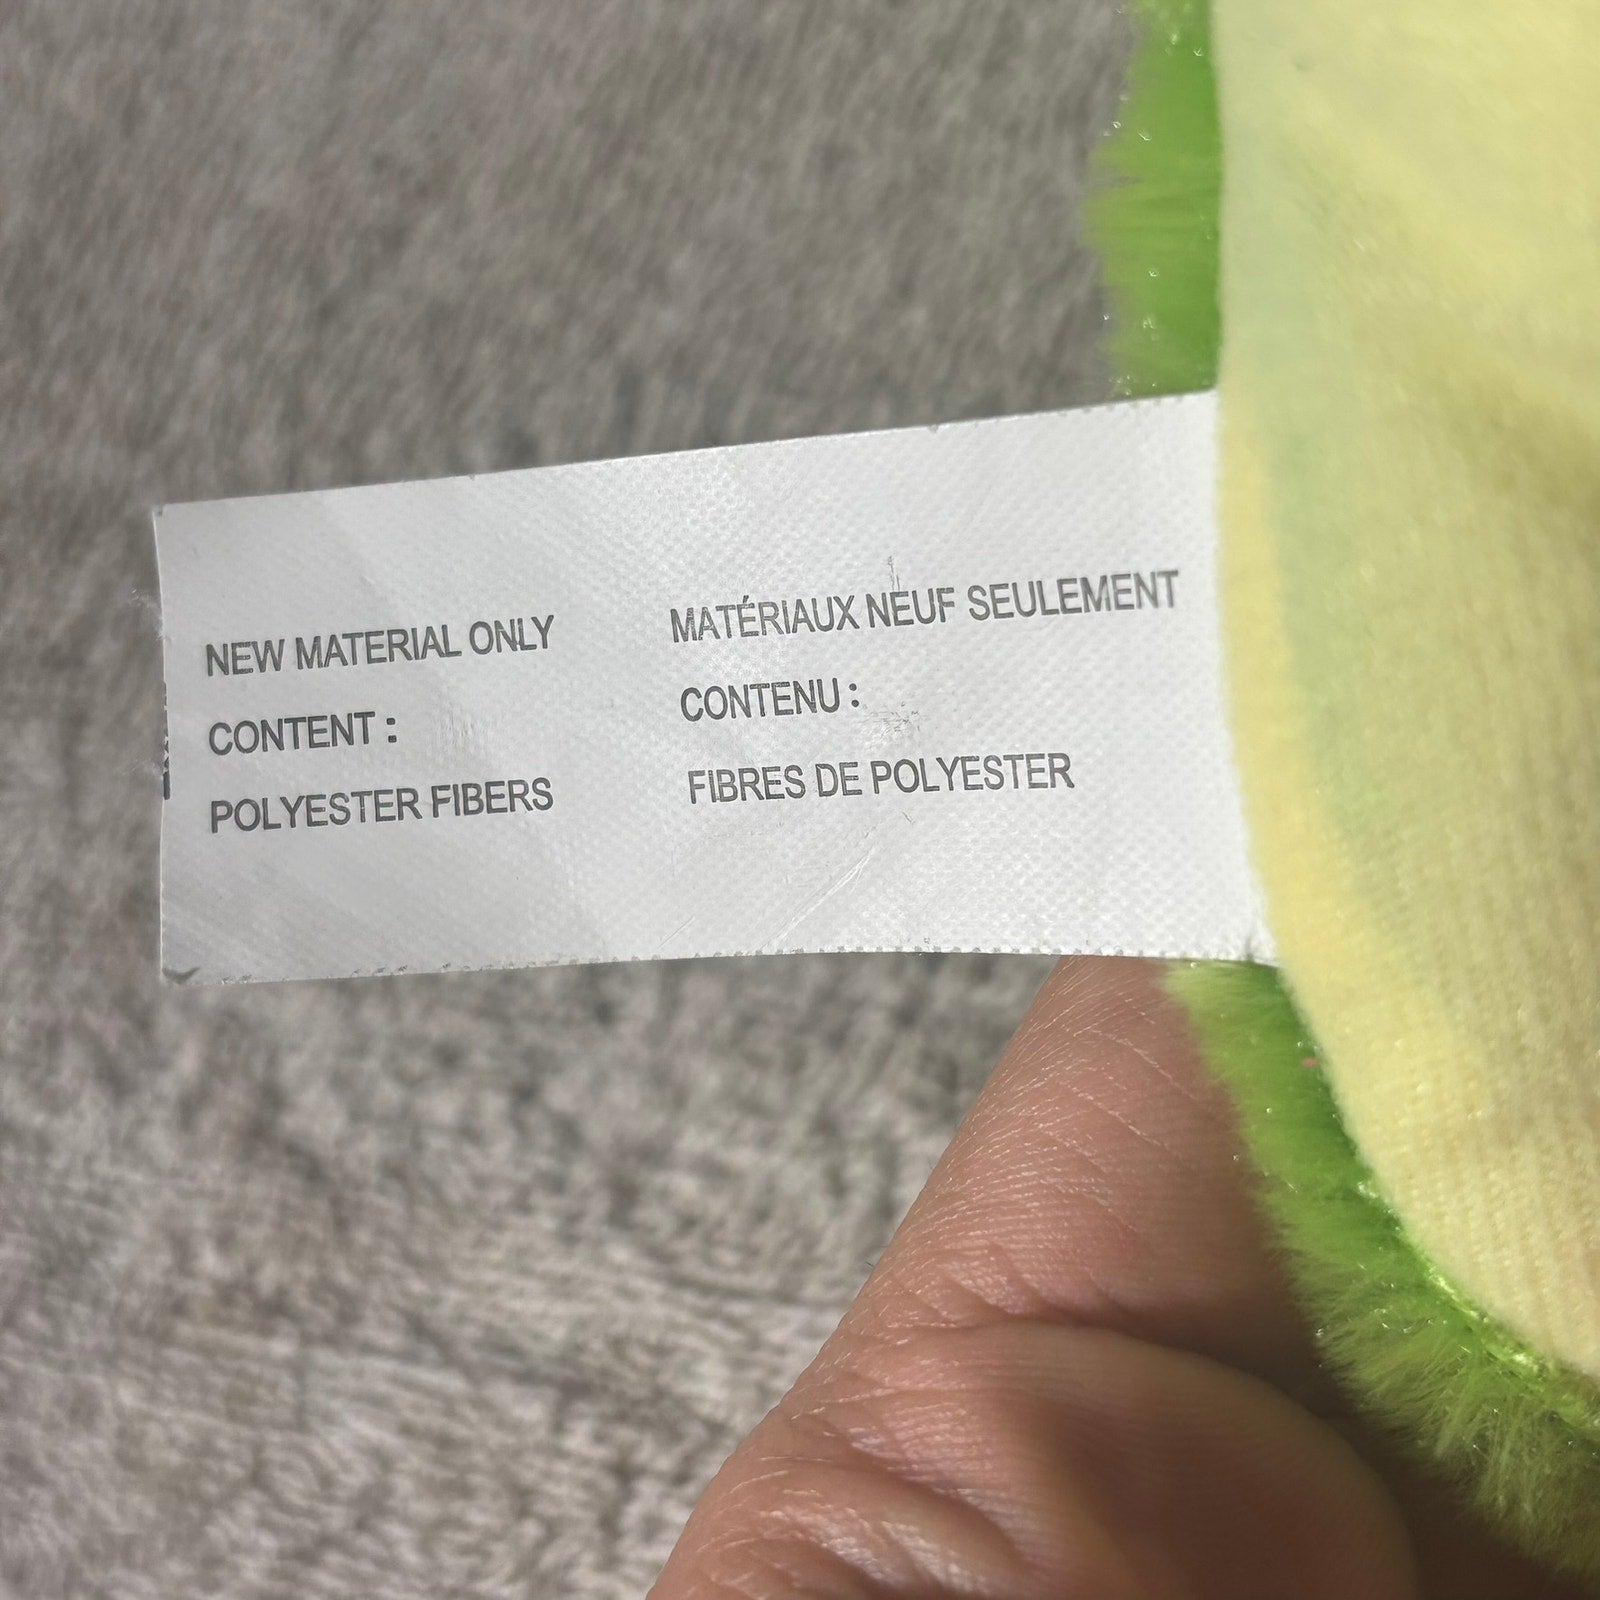 NEW MATERIAL ONLY
CONTENT :
POLYESTER FIBERS
MATÉRIAUX NEUF SEULEMENT
CONTENU :
FIBRES DE POLYESTER